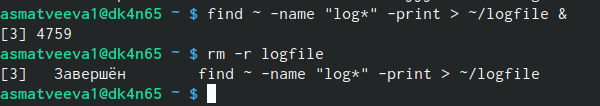 asmatveeva1@dk4n65 ~ $ find ~ -name "log*" -print > ~/logfile &
[3] 4759
asmatveeva1@dk4n65 ~ $ rm -r logfile
[3]   Завершён        find ~ -name "log*" -print > ~/logfile
asmatveeva1@dk4n65 ~ $